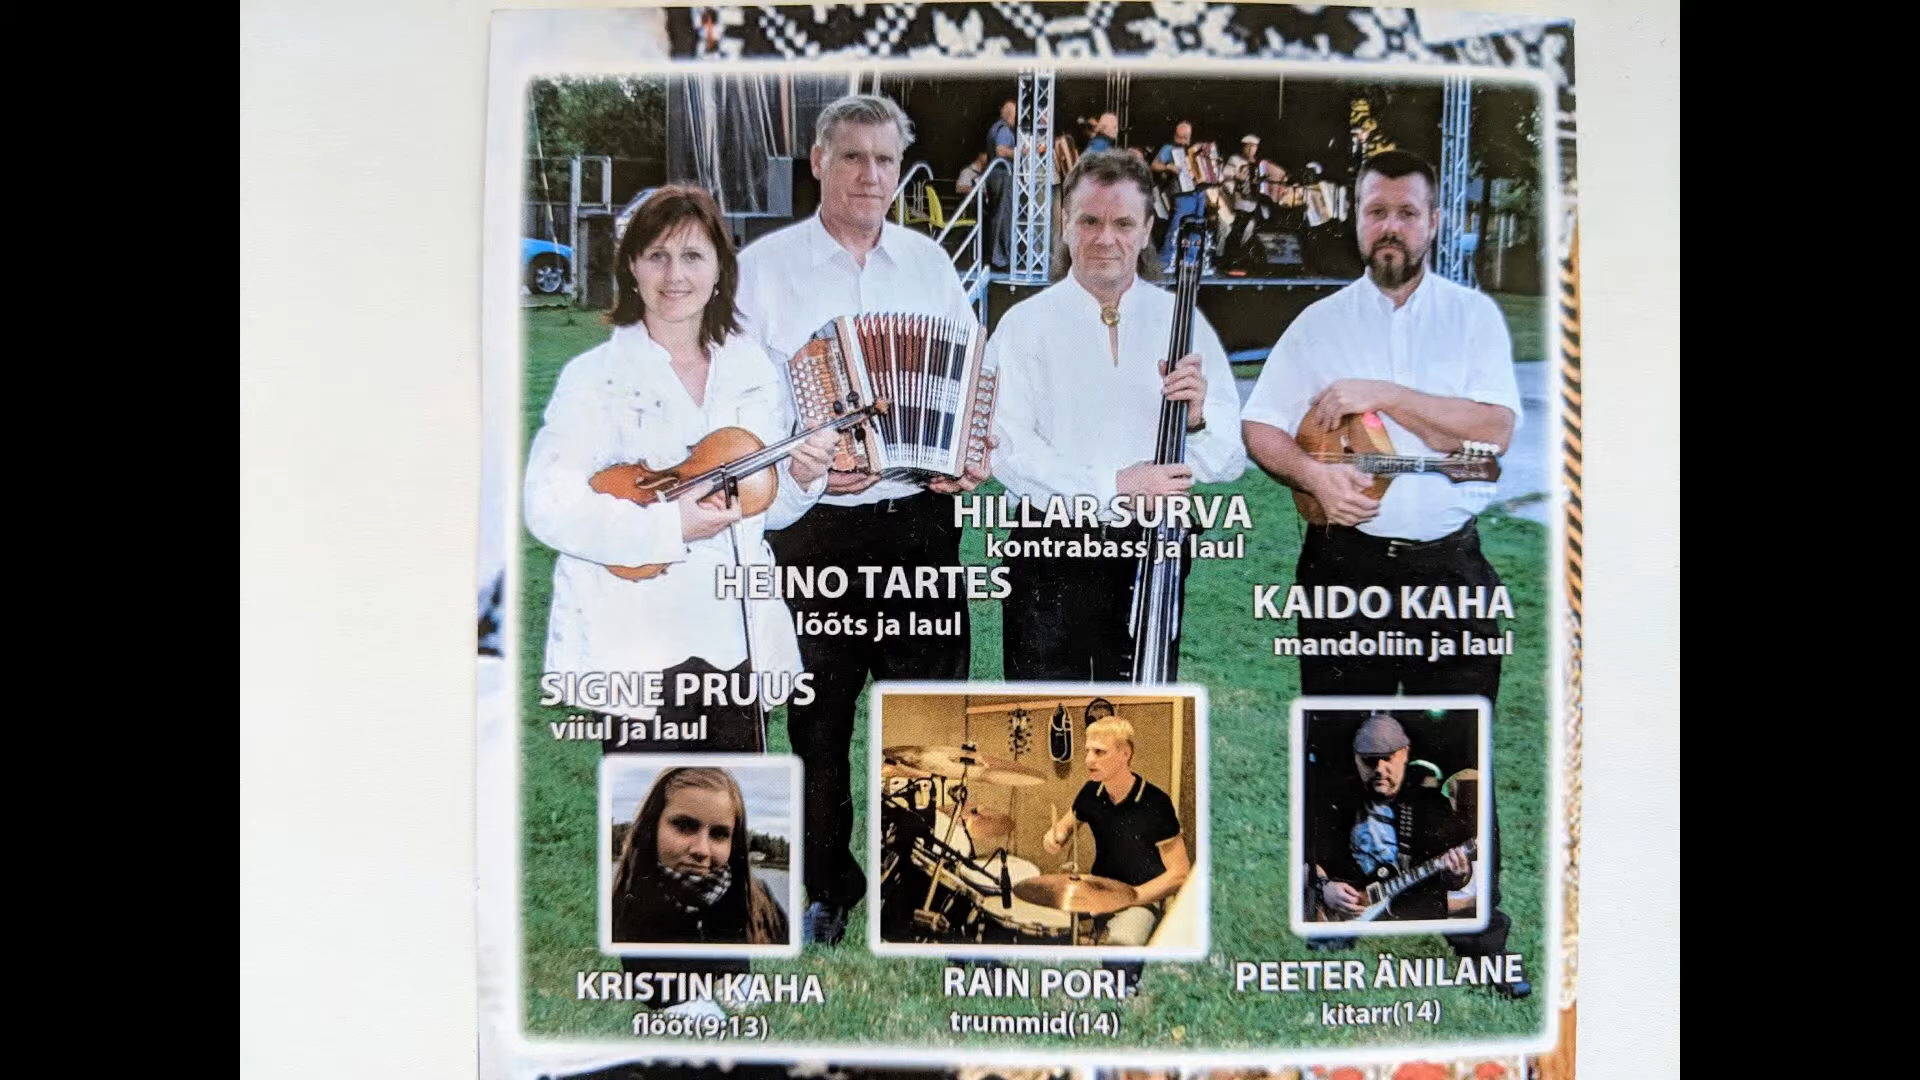 HILLAR SURVA
kontrabass ja laul
HEINO TARTES
lõõts ja laul
KAIDO KAHA
mandoliin ja laul
SIGNE PRUUS
viiul ja laul
KRISTIN KAHA
flööt(9;13)
RAIN PORI
trummid(14)
PEETER ÄNILANE
kitarr(14)